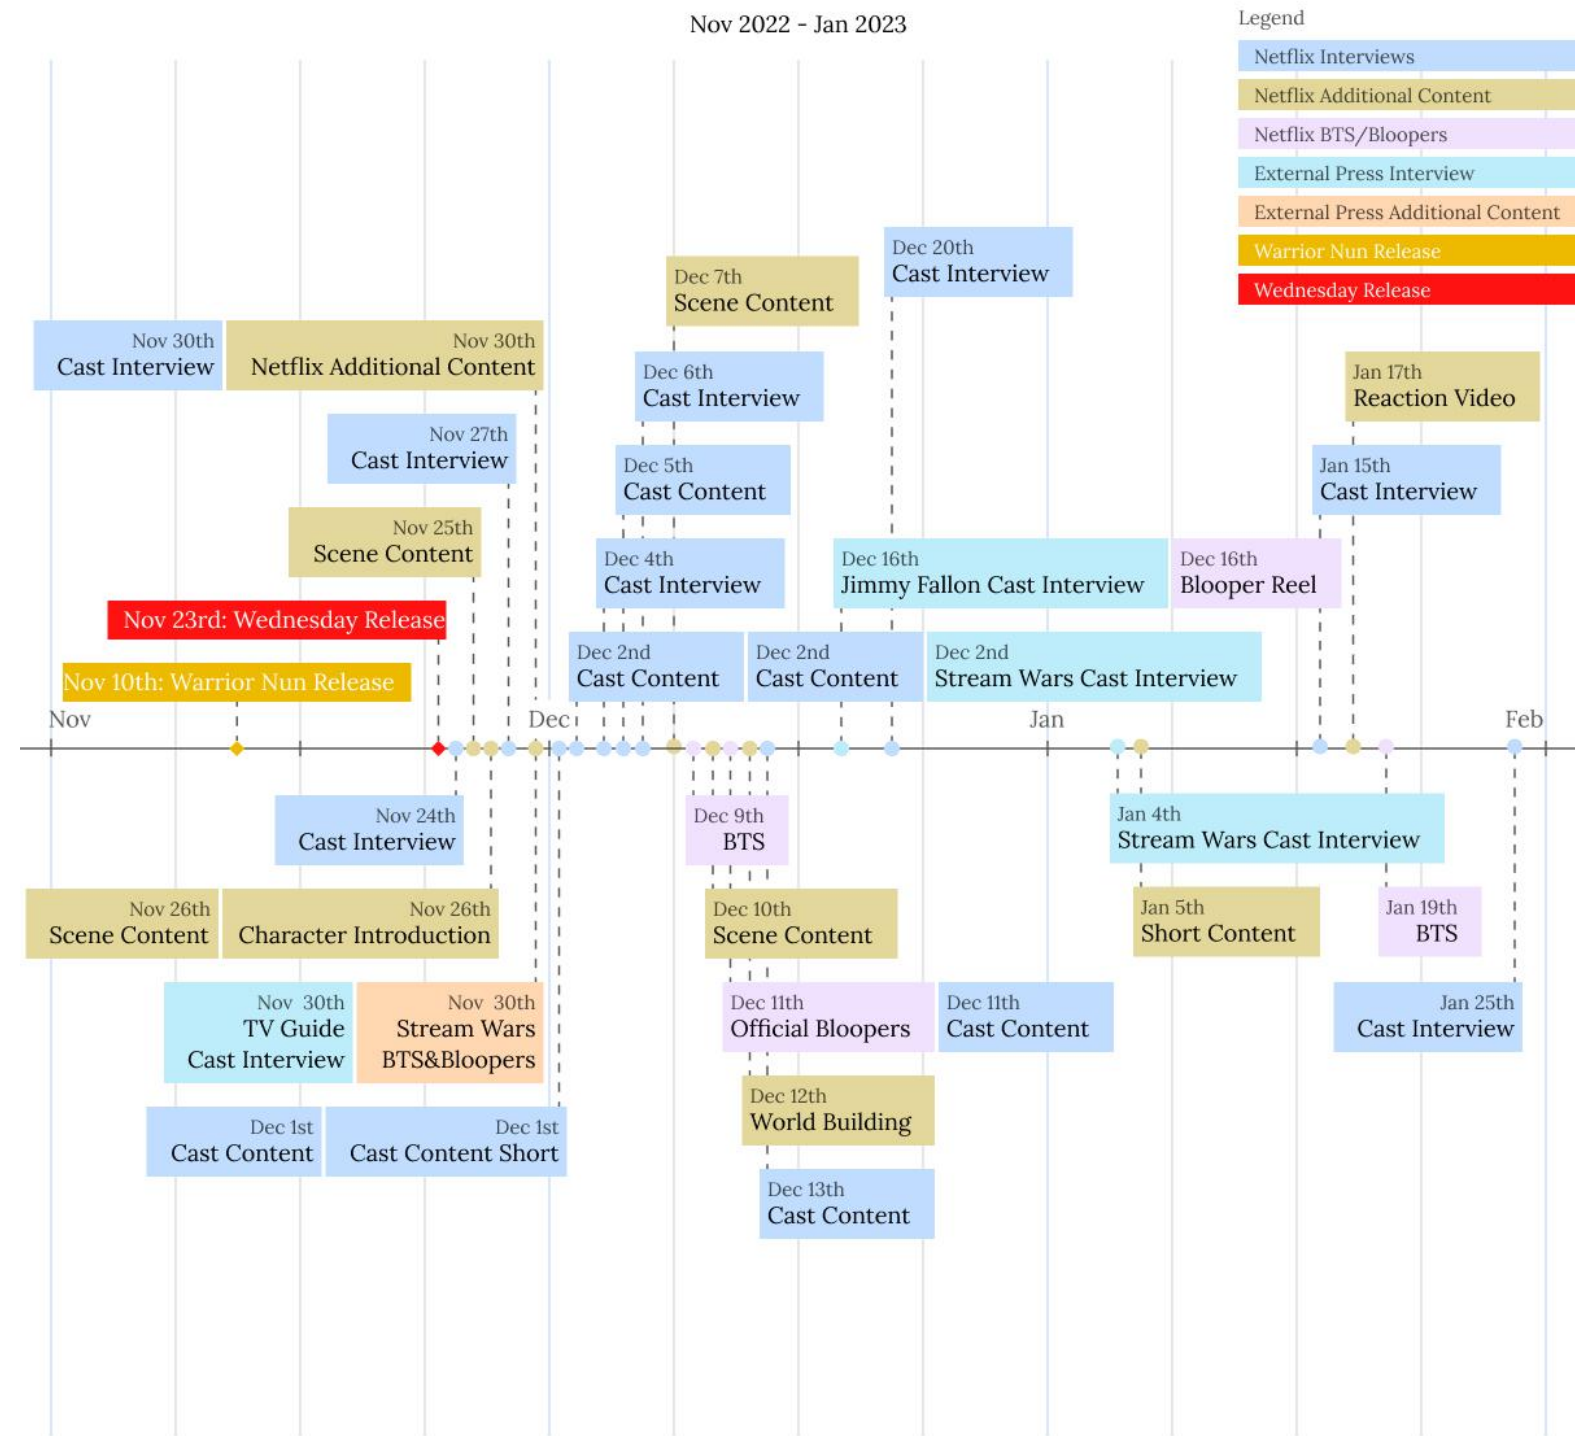 Nov 2022 - Jan 2023
Legend
Netflix Interviews
Netflix Additional Content
Netflix BTS/Bloopers
External Press Interview
External Press Additional Content
Warrior Nun Release
Wednesday Release
Dec 20th
Cast Interview
Dec 7th
Scene Content
Nov 30th
Cast Interview
Nov 30th
Netflix Additional Content
Dec 6th
Cast Interview
Jan 17th
Reaction Video
Nov 27th
Cast Interview
Dec 5th
Cast Content
Jan 15th
Cast Interview
Nov 25th
Scene Content
Dec 4th
Cast Interview
Dec 16th
Jimmy Fallon Cast Interview
Dec 16th
Blooper Reel
Nov 23rd: Wednesday Release
Dec 2nd
Cast Content
Dec 2nd
Cast Content
Dec 2nd
Stream Wars Cast Interview
Nov 10th: Warrior Nun Release
Nov
Dec
Jan
Feb
Nov 24th
Cast Interview
Dec 9th
BTS
Jan 4th
Stream Wars Cast Interview
Nov 26th
Scene Content
Nov 26th
Character Introduction
Dec 10th
Scene Content
Jan 5th
Short Content
Jan 19th
BTS
Nov 30th
TV Guide
Cast Interview
Nov 30th
Stream Wars
BTS&Bloopers
Dec 11th
Official Bloopers
Dec 11th
Cast Content
Jan 25th
Cast Interview
Dec 12th
World Building
Dec 1st
Cast Content
Dec 1st
Cast Content Short
Dec 13th
Cast Content